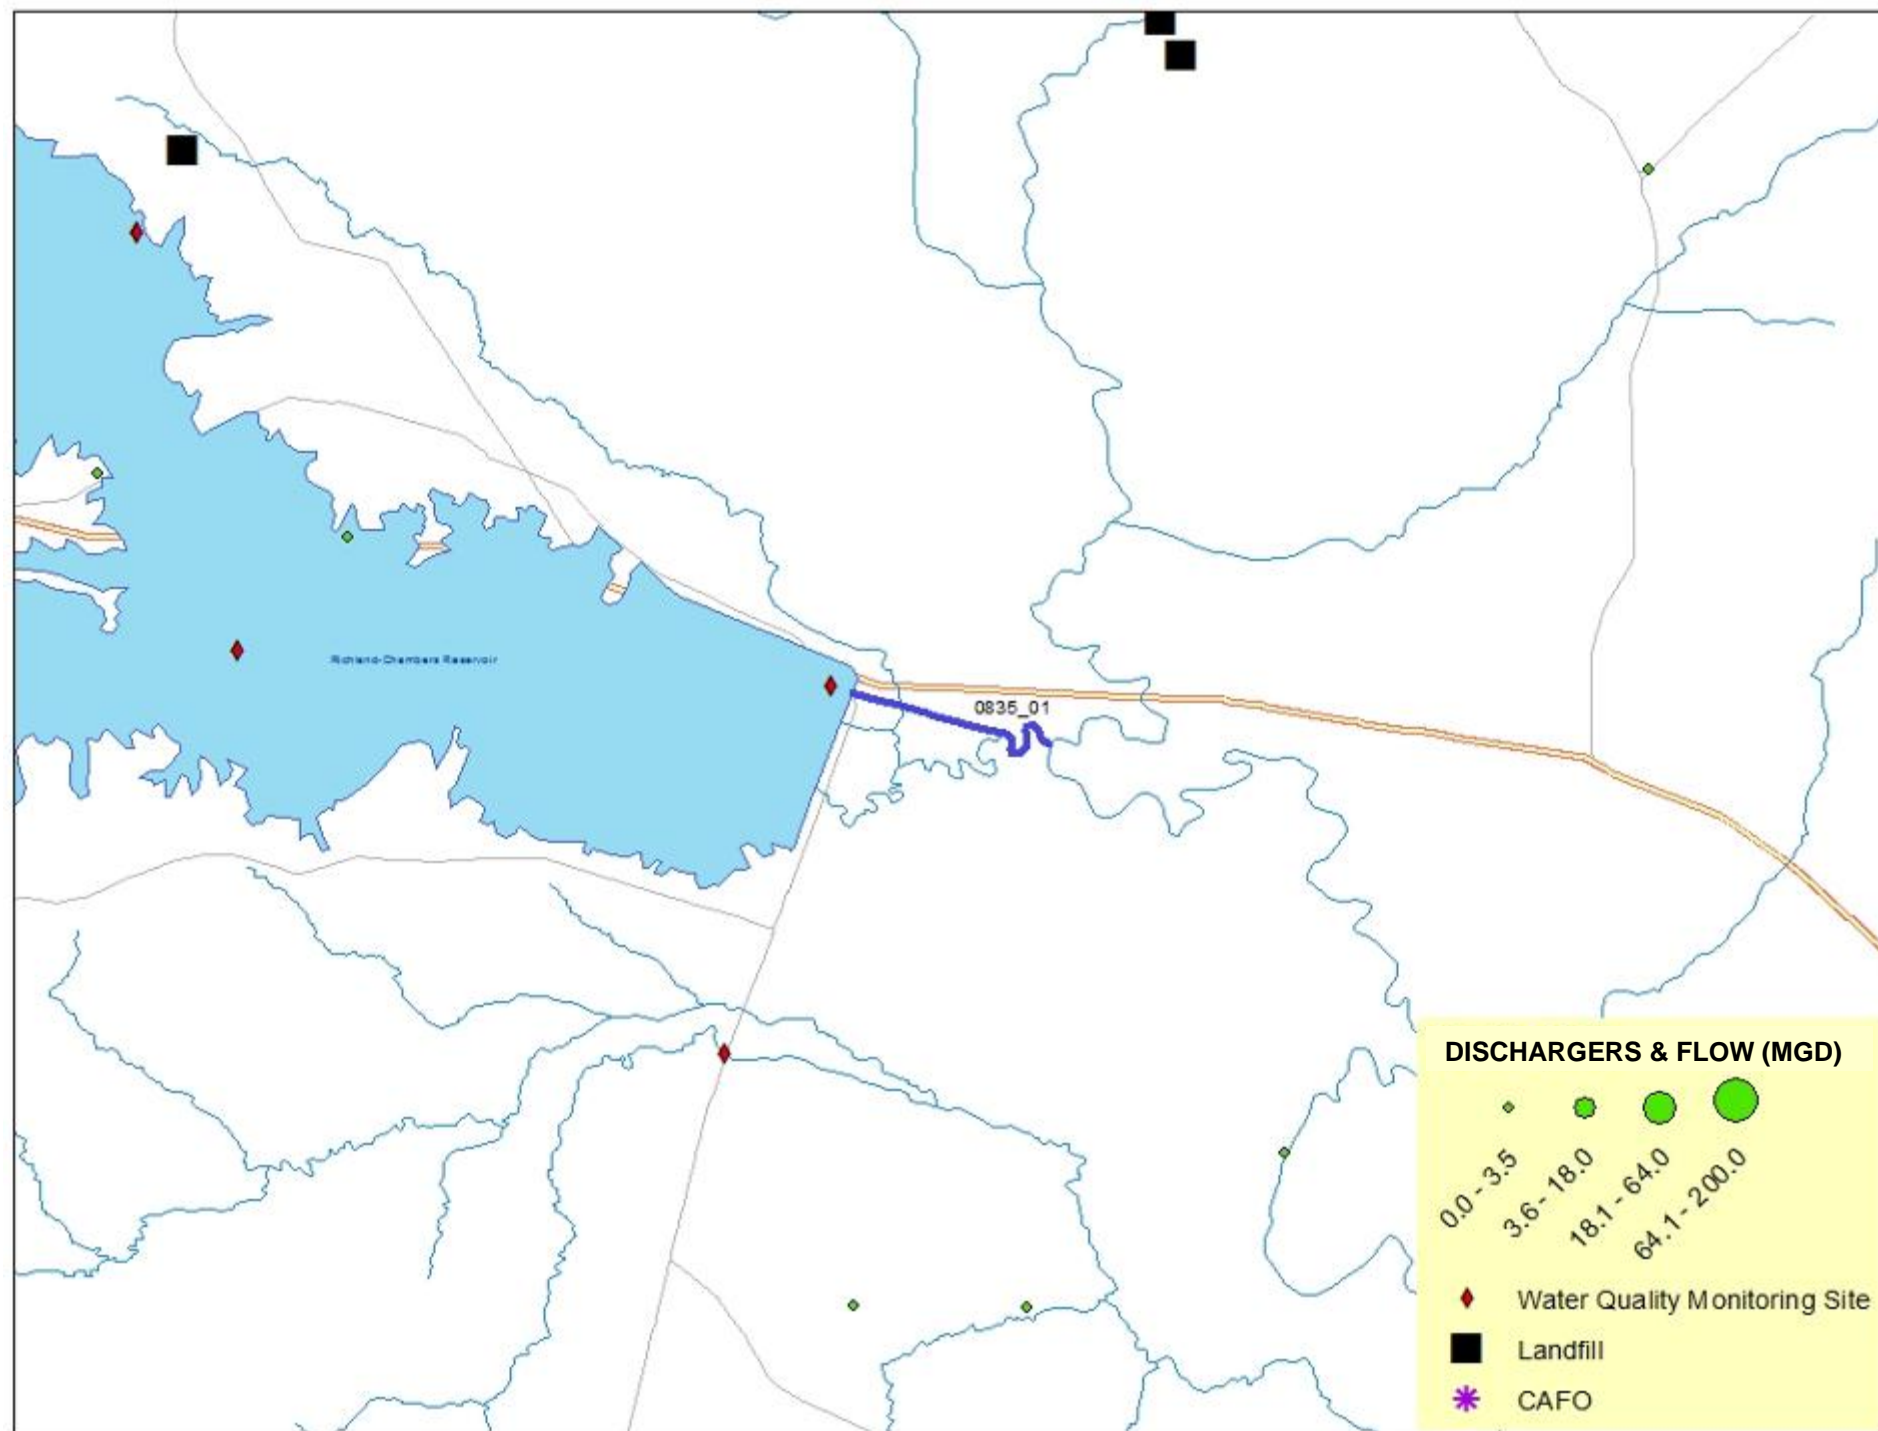 Richland-Chambers Reservoir
0835_01
DISCHARGERS & FLOW (MGD)
0.0 - 3.5
3.6 - 18.0
18.1 - 64.0
64.1 - 200.0
Water Quality Monitoring Site
Landfill
CAFO